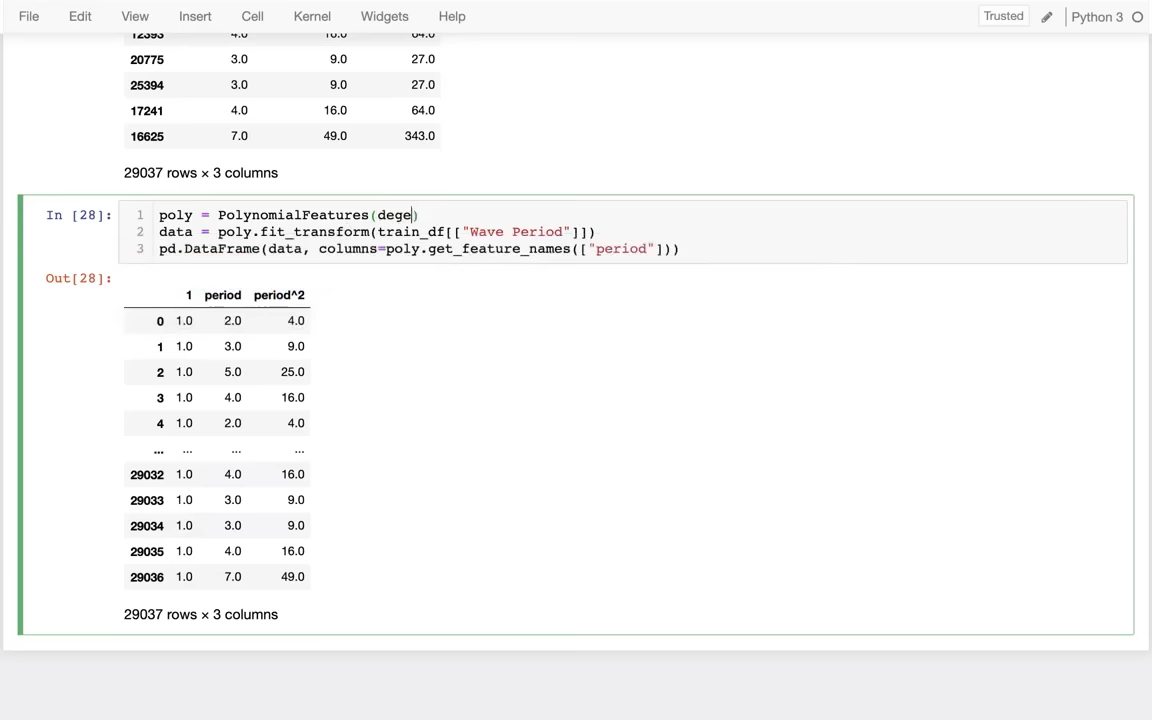 File Edit View Insert Cell Kernel Widgets Help Trusted Python 3
12393 4.0 16.0 64.0
20775 3.0 9.0 27.0
25394 3.0 9.0 27.0
17241 4.0 16.0 64.0
16625 7.0 49.0 343.0
29037 rows × 3 columns
In [28]: 1 poly = PolynomialFeatures(dege)
2 data = poly.fit_transform(train_df[["Wave Period"]])
3 pd.DataFrame(data, columns=poly.get_feature_names(["period"]))
Out[28]:
1 period period^2
0 1.0 2.0 4.0
1 1.0 3.0 9.0
2 1.0 5.0 25.0
3 1.0 4.0 16.0
4 1.0 2.0 4.0
... ... ... ...
29032 1.0 4.0 16.0
29033 1.0 3.0 9.0
29034 1.0 3.0 9.0
29035 1.0 4.0 16.0
29036 1.0 7.0 49.0
29037 rows × 3 columns